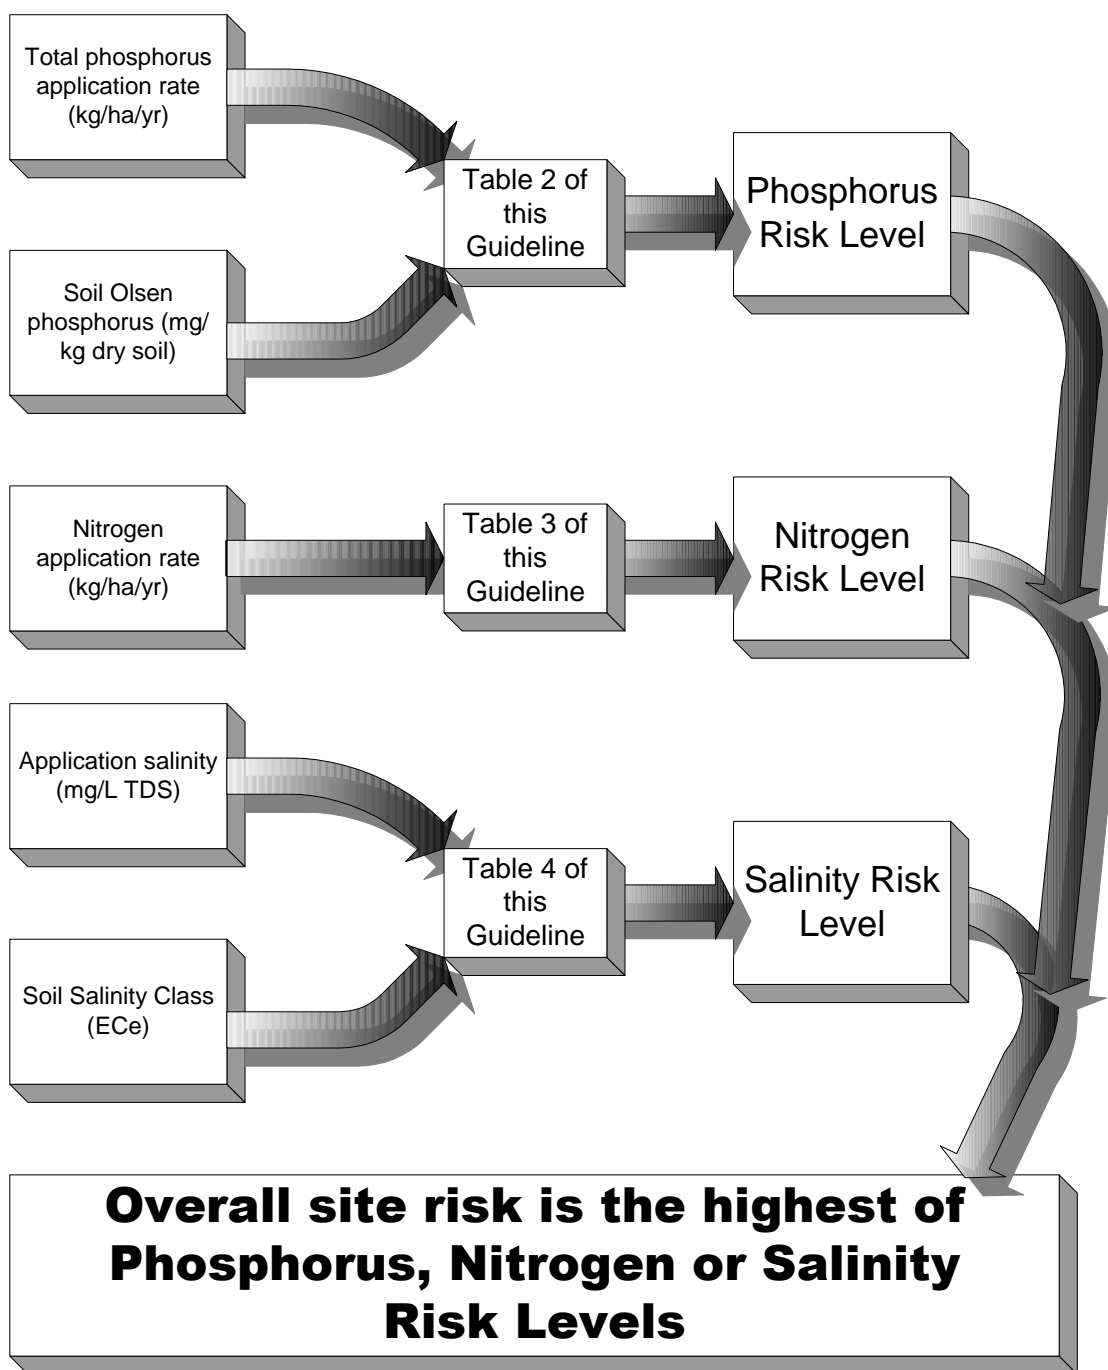 Total phosphorus
application rate
(kg/ha/yr)
Table 2 of
this
Guideline
Phosphorus
Risk Level
Soil Olsen
phosphorus (mg/
kg dry soil)
Nitrogen
application rate
(kg/ha/yr)
Table 3 of
this
Guideline
Nitrogen
Risk Level
Application salinity
(mg/L TDS)
Table 4 of
this
Guideline
Salinity Risk
Level
Soil Salinity Class
(ECe)
Overall site risk is the highest of
Phosphorus, Nitrogen or Salinity
Risk Levels